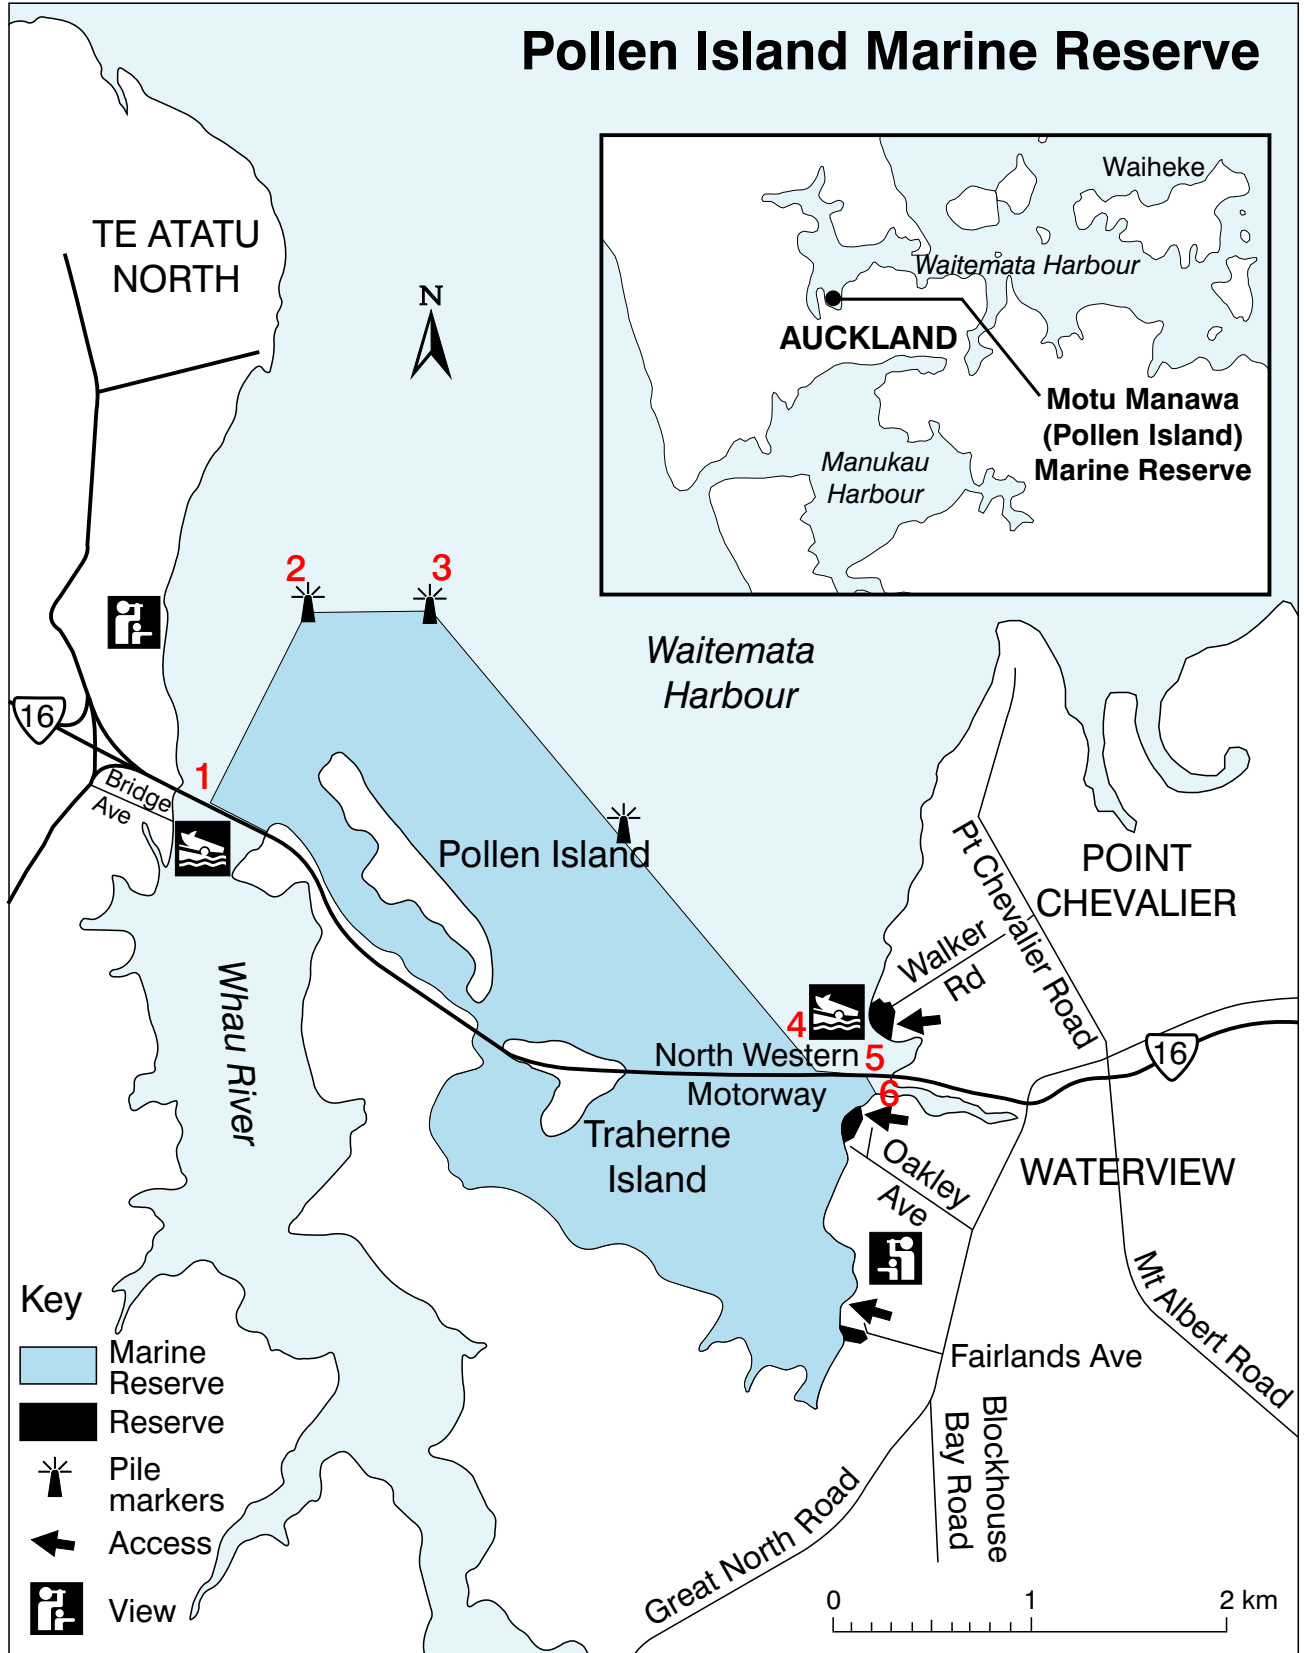 Pollen Island Marine Reserve
Waiheke
Waitemata Harbour
AUCKLAND
Motu Manawa
(Pollen Island)
Marine Reserve
Manukau
Harbour
TE ATATU
NORTH
N
2
3
Waitemata
Harbour
16
1
Bridge
Ave
Pollen Island
POINT
CHEVALIER
Pt Chevalier Road
Walker
Rd
Whau River
4
North Western
5
Motorway
6
16
Traherne
Island
Oakley
Ave
WATERVIEW
Mt Albert Road
Fairlands Ave
Blockhouse
Bay Road
Great North Road
Key
Marine
Reserve
Reserve
Pile
markers
Access
View
0 1 2 km